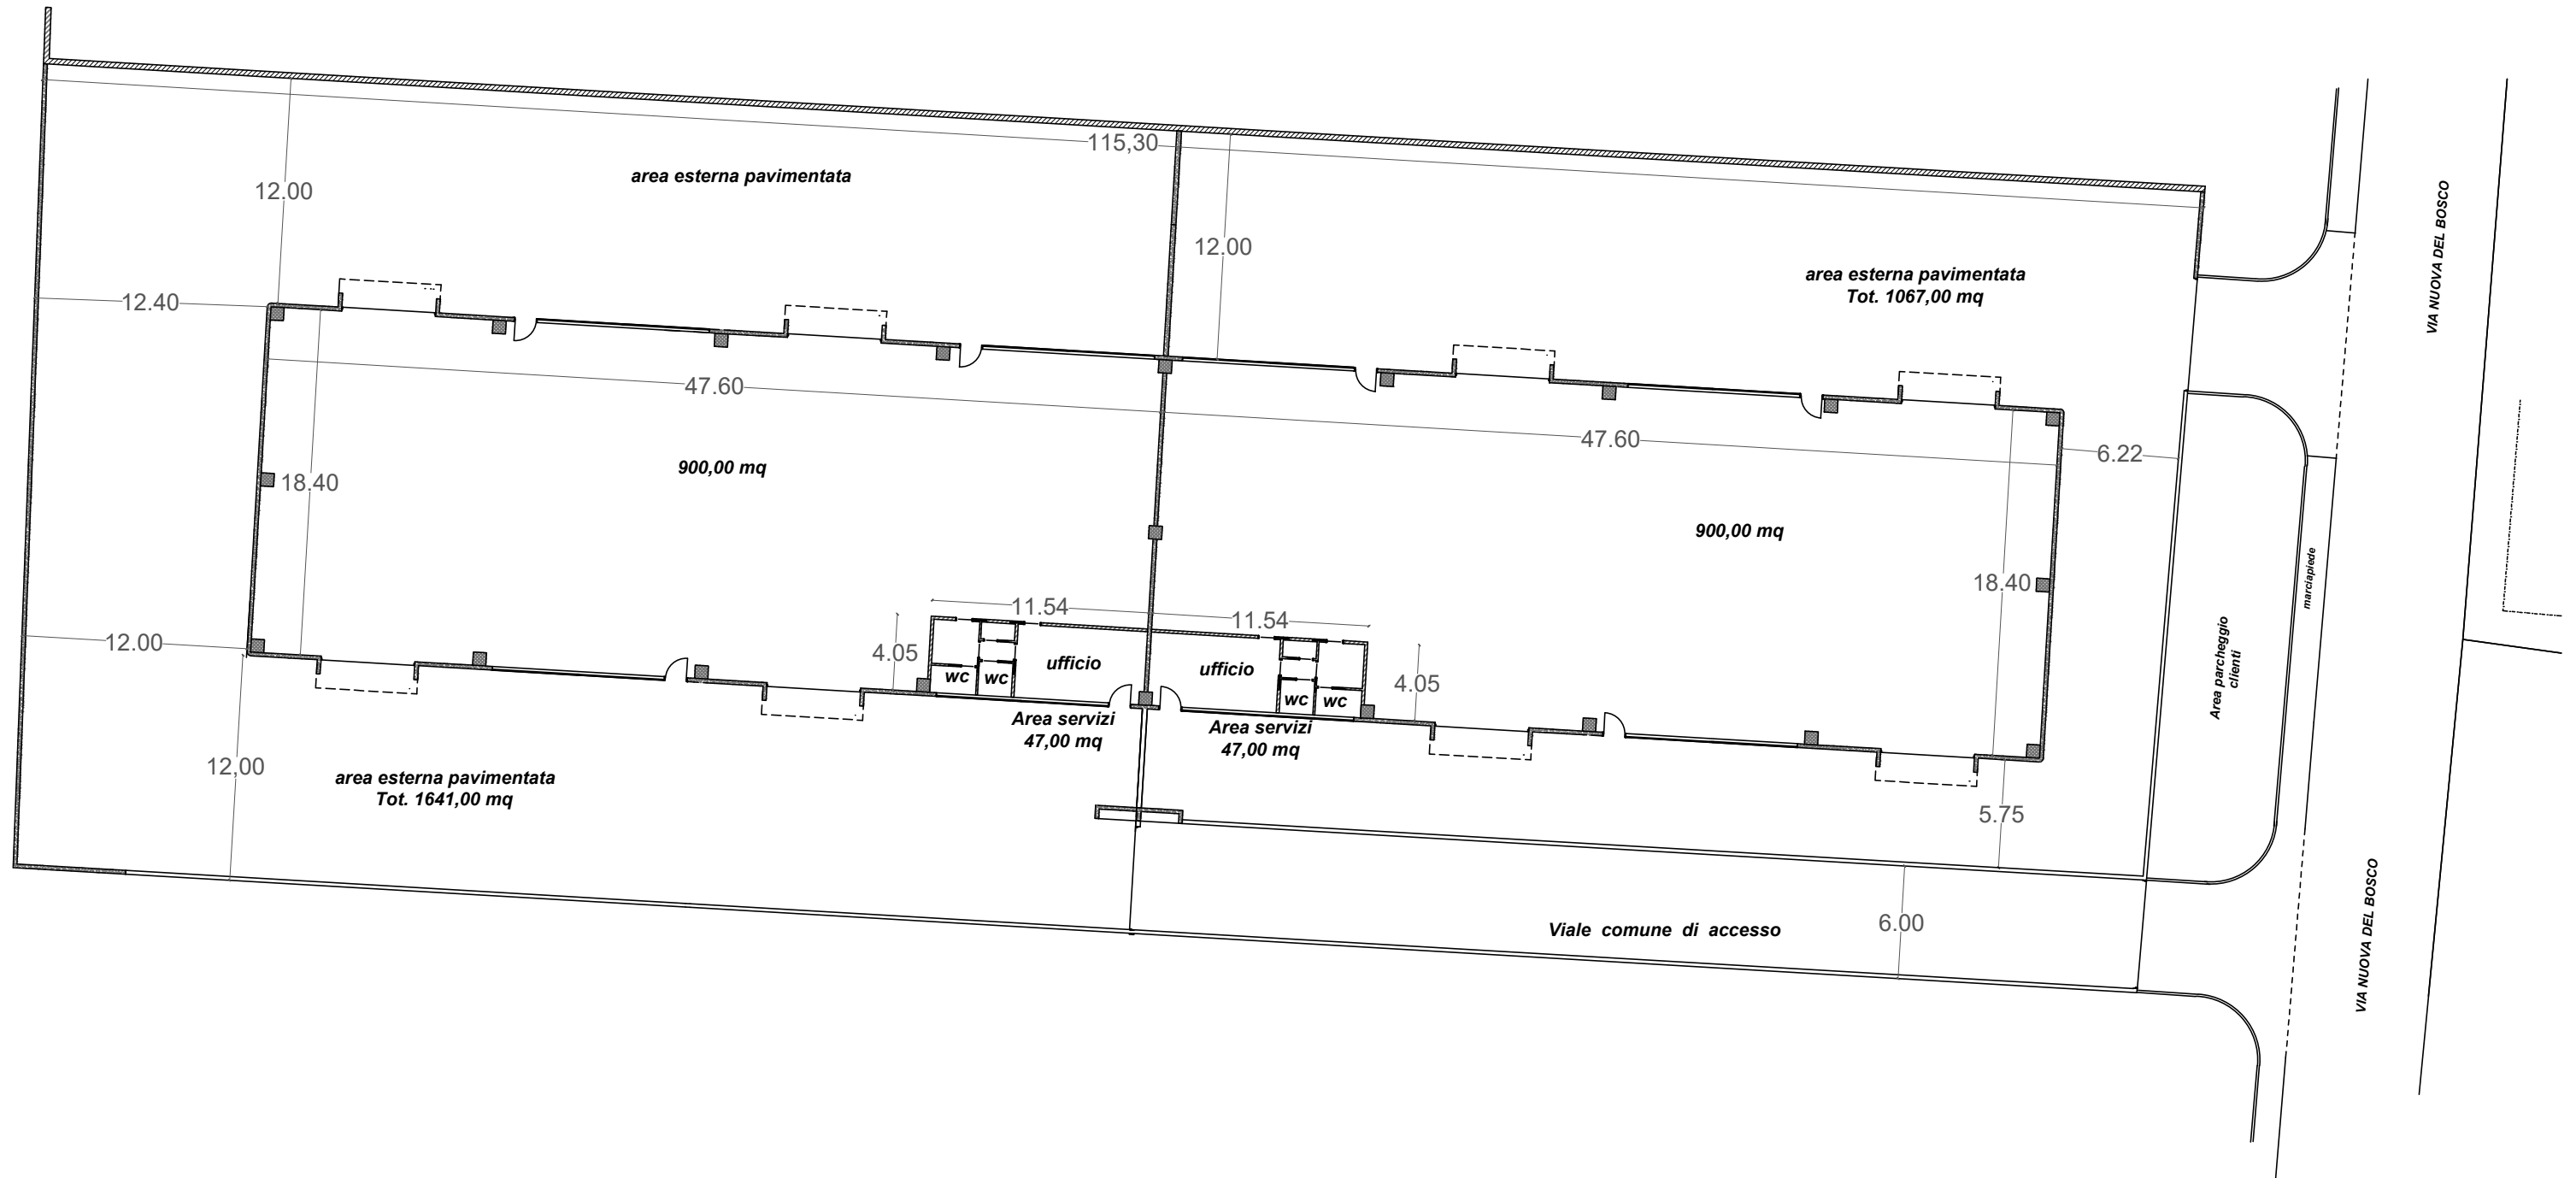 115,30
area esterna pavimentata
12.00
12.00
area esterna pavimentata
Tot. 1067,00 mq
VIA NUOVA DEL BOSCO
12.40
47.60
47.60
6.22
900,00 mq
18.40
900,00 mq
18.40
marciapiede
Area parcheggio
clienti
11.54
11.54
12.00
4.05
ufficio
ufficio
wc
wc
wc
wc
4.05
Area servizi
47,00 mq
Area servizi
47,00 mq
12,00
area esterna pavimentata
Tot. 1641,00 mq
5.75
Viale comune di accesso
6.00
VIA NUOVA DEL BOSCO